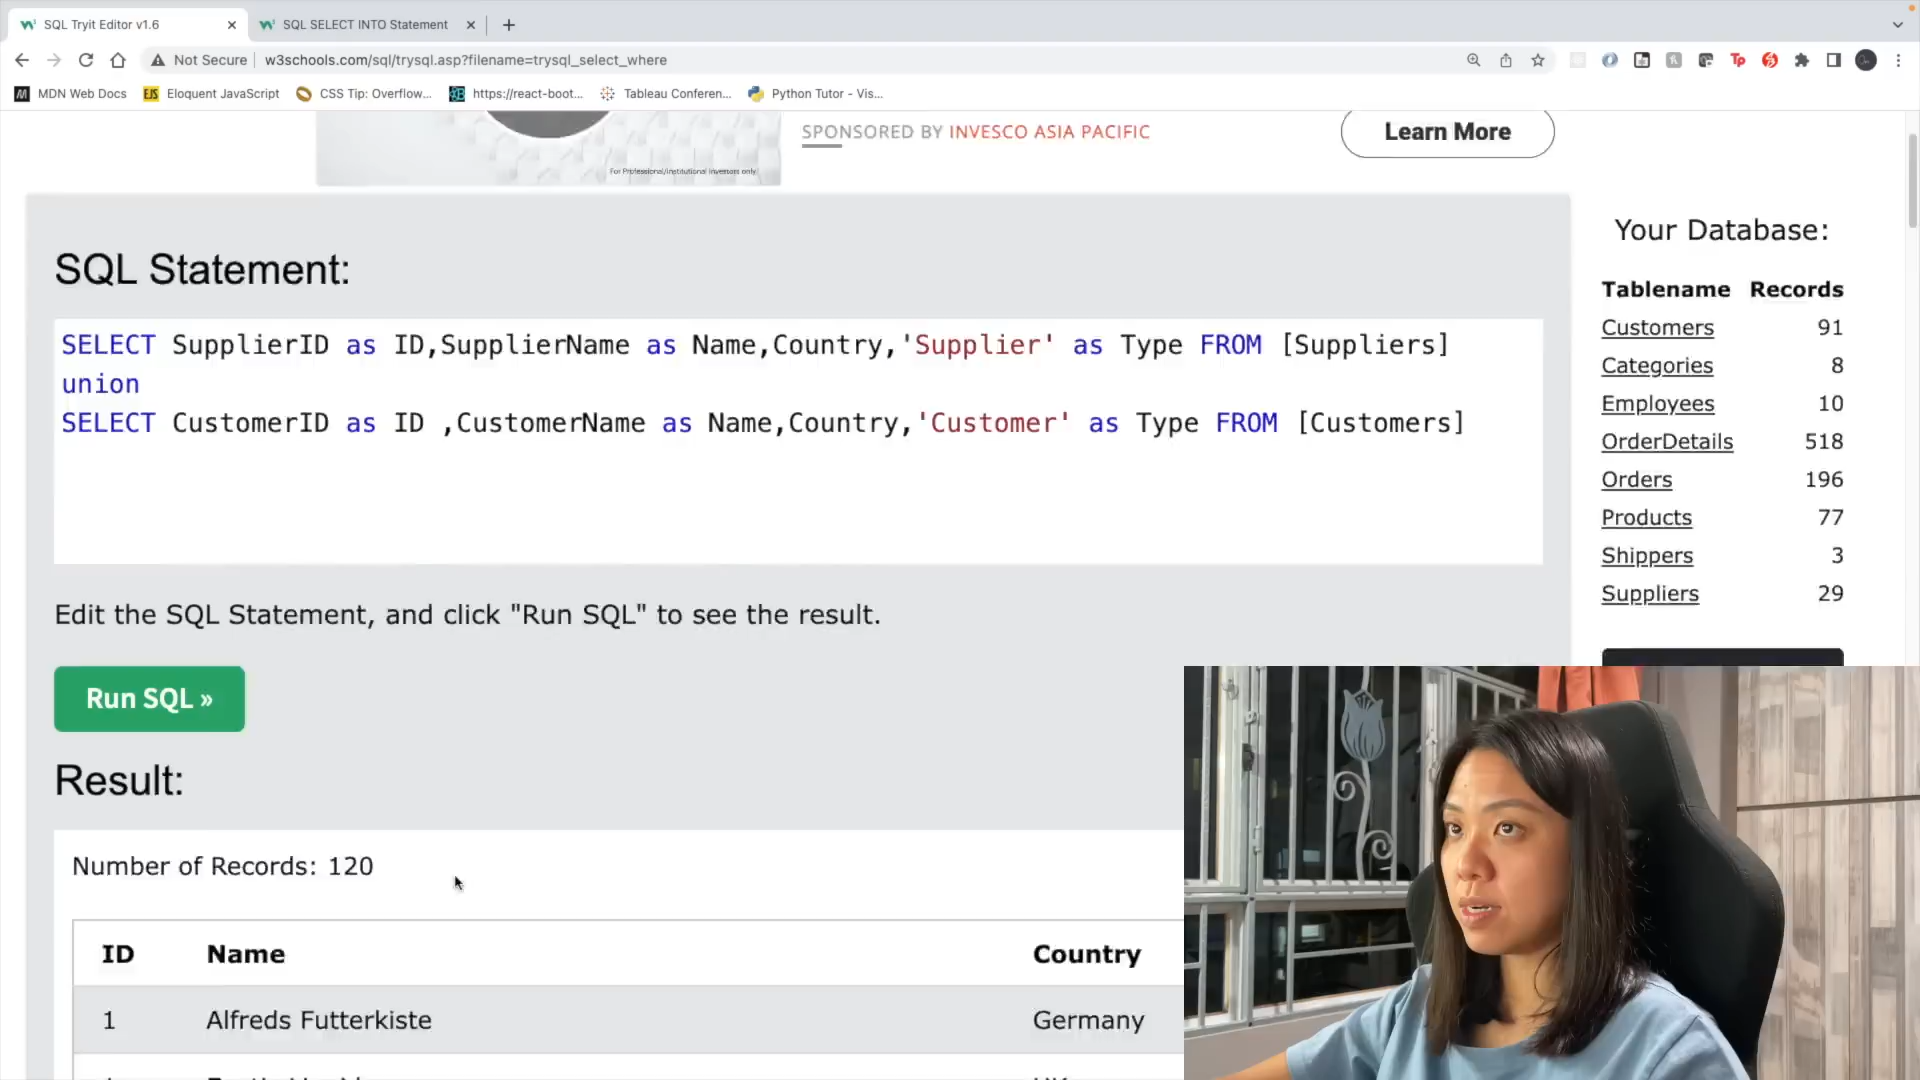 SQL Tryit Editor v1.6
SQL SELECT INTO Statement
Not Secure
w3schools.com/sql/trysql.asp?filename=trysql_select_where
MDN Web Docs
Eloquent JavaScript
CSS Tip: Overflow...
https://react-boot...
Tableau Conferen...
Python Tutor - Vis...
SPONSORED BY INVESCO ASIA PACIFIC
Learn More
For Professional/Institutional Investors only
SQL Statement:
SELECT SupplierID as ID,SupplierName as Name,Country,'Supplier' as Type FROM [Suppliers]
union
SELECT CustomerID as ID ,CustomerName as Name,Country,'Customer' as Type FROM [Customers]
Edit the SQL Statement, and click "Run SQL" to see the result.
Run SQL »
Result:
Number of Records: 120
ID Name Country
1 Alfreds Futterkiste Germany
Your Database:
Tablename Records
Customers 91
Categories 8
Employees 10
OrderDetails 518
Orders 196
Products 77
Shippers 3
Suppliers 29